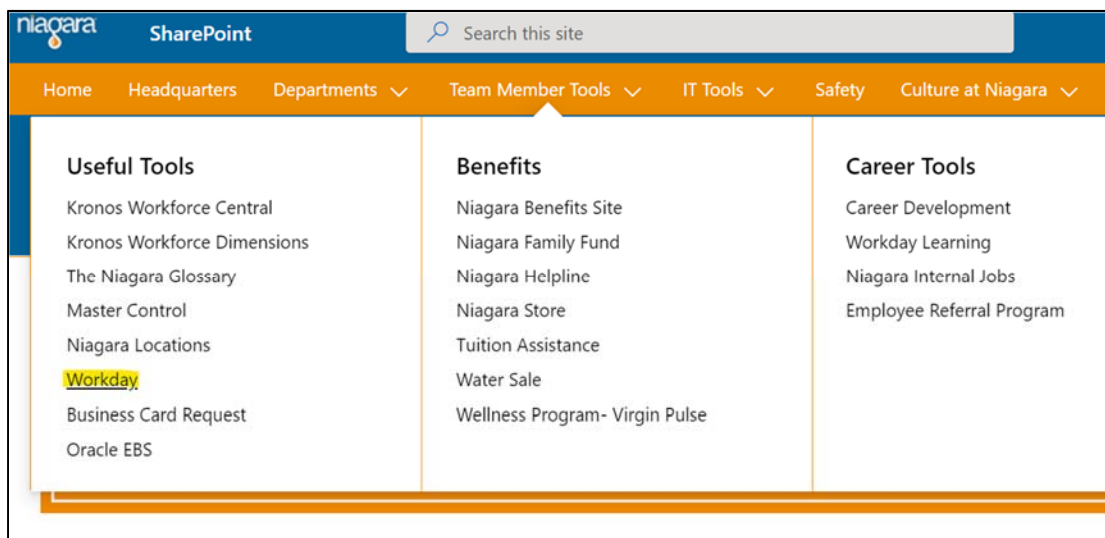 niagara
SharePoint
Search this site
Home Headquarters Departments Team Member Tools IT Tools Safety Culture at Niagara
Useful Tools
Kronos Workforce Central
Kronos Workforce Dimensions
The Niagara Glossary
Master Control
Niagara Locations
Workday
Business Card Request
Oracle EBS
Benefits
Niagara Benefits Site
Niagara Family Fund
Niagara Helpline
Niagara Store
Tuition Assistance
Water Sale
Wellness Program- Virgin Pulse
Career Tools
Career Development
Workday Learning
Niagara Internal Jobs
Employee Referral Program